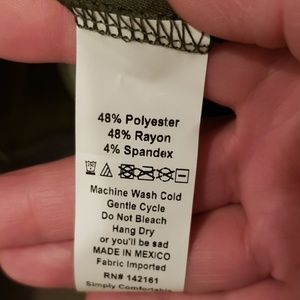 48% Polyester
48% Rayon
4% Spandex
Machine Wash Cold
Gentle Cycle
Do Not Bleach
Hang Dry
or you'll be sad
MADE IN MEXICO
Fabric Imported
RN# 142161
Simply Comfortable